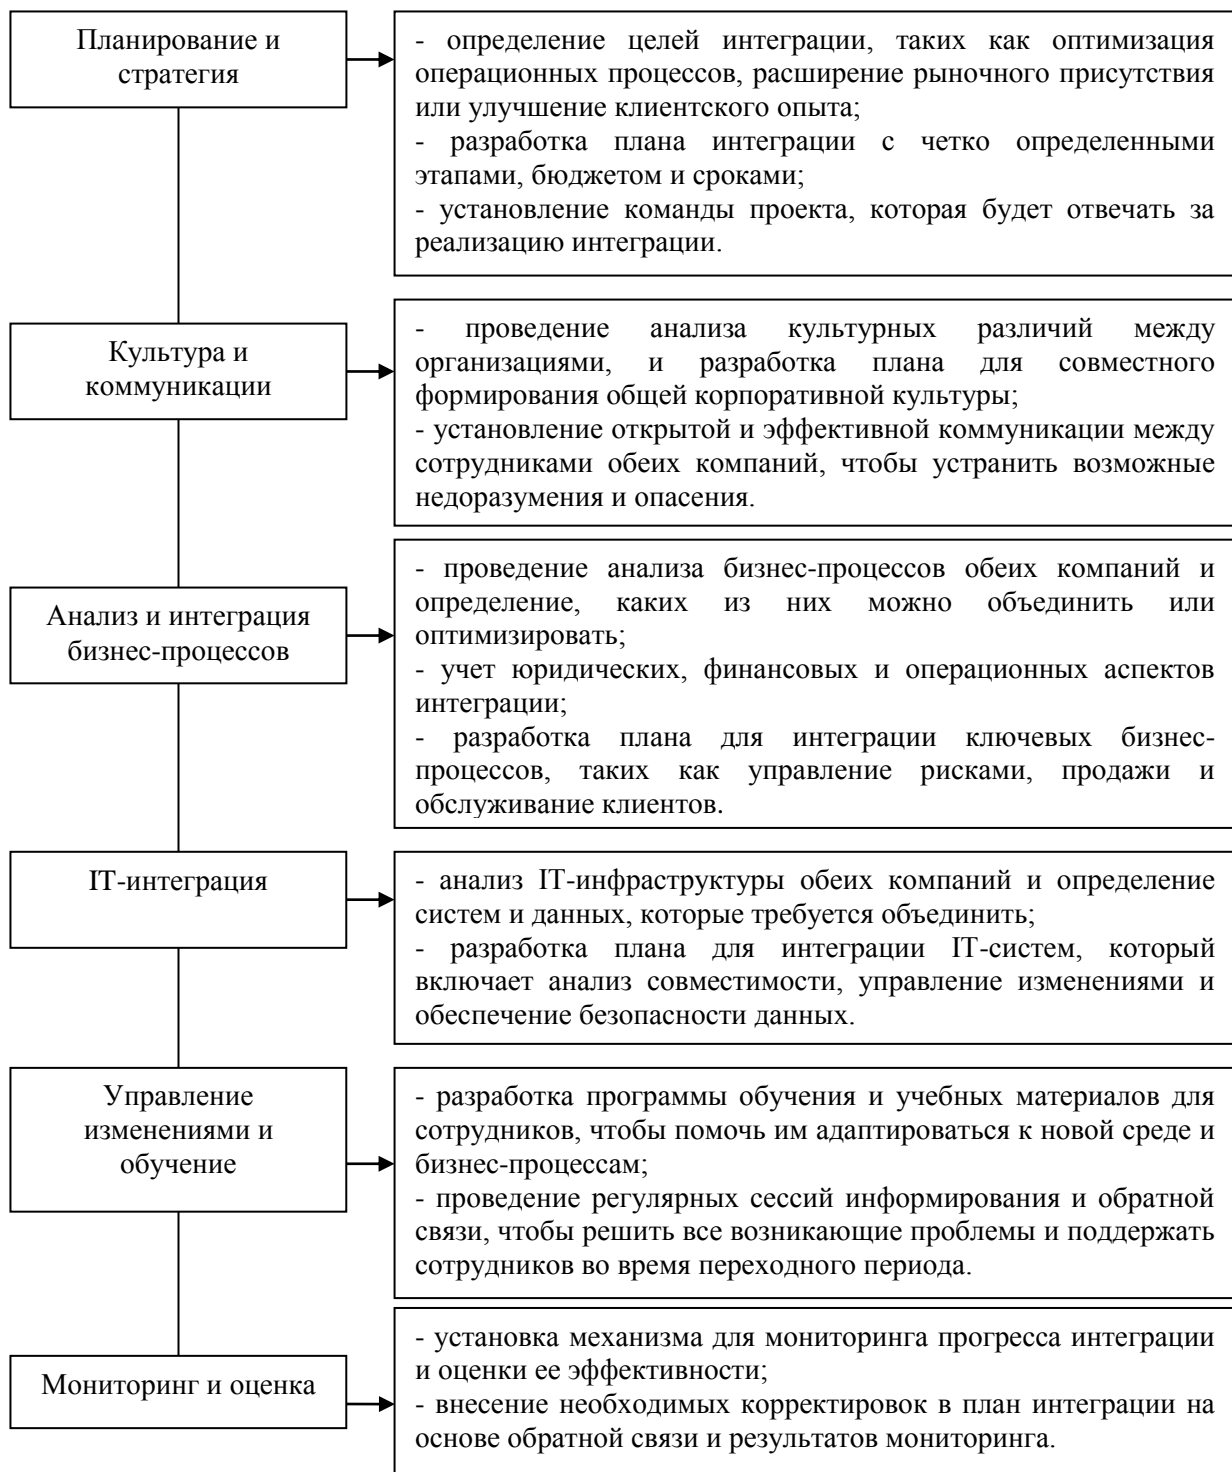 Планирование и
стратегия
- определение целей интеграции, таких как оптимизация
операционных процессов, расширение рыночного присутствия
или улучшение клиентского опыта;
- разработка плана интеграции с четко определенными
этапами, бюджетом и сроками;
- установление команды проекта, которая будет отвечать за
реализацию интеграции.
Культура и
коммуникации
- проведение анализа культурных различий между
организациями, и разработка плана для совместного
формирования общей корпоративной культуры;
- установление открытой и эффективной коммуникации между
сотрудниками обеих компаний, чтобы устранить возможные
недоразумения и опасения.
Анализ и интеграция
бизнес-процессов
- проведение анализа бизнес-процессов обеих компаний и
определение, каких из них можно объединить или
оптимизировать;
- учет юридических, финансовых и операционных аспектов
интеграции;
- разработка плана для интеграции ключевых бизнес-
процессов, таких как управление рисками, продажи и
обслуживание клиентов.
IT-интеграция
- анализ IT-инфраструктуры обеих компаний и определение
систем и данных, которые требуется объединить;
- разработка плана для интеграции IT-систем, который
включает анализ совместимости, управление изменениями и
обеспечение безопасности данных.
Управление
изменениями и
обучение
- разработка программы обучения и учебных материалов для
сотрудников, чтобы помочь им адаптироваться к новой среде и
бизнес-процессам;
- проведение регулярных сессий информирования и обратной
связи, чтобы решить все возникающие проблемы и поддержать
сотрудников во время переходного периода.
Мониторинг и оценка
- установка механизма для мониторинга прогресса интеграции
и оценки ее эффективности;
- внесение необходимых корректировок в план интеграции на
основе обратной связи и результатов мониторинга.